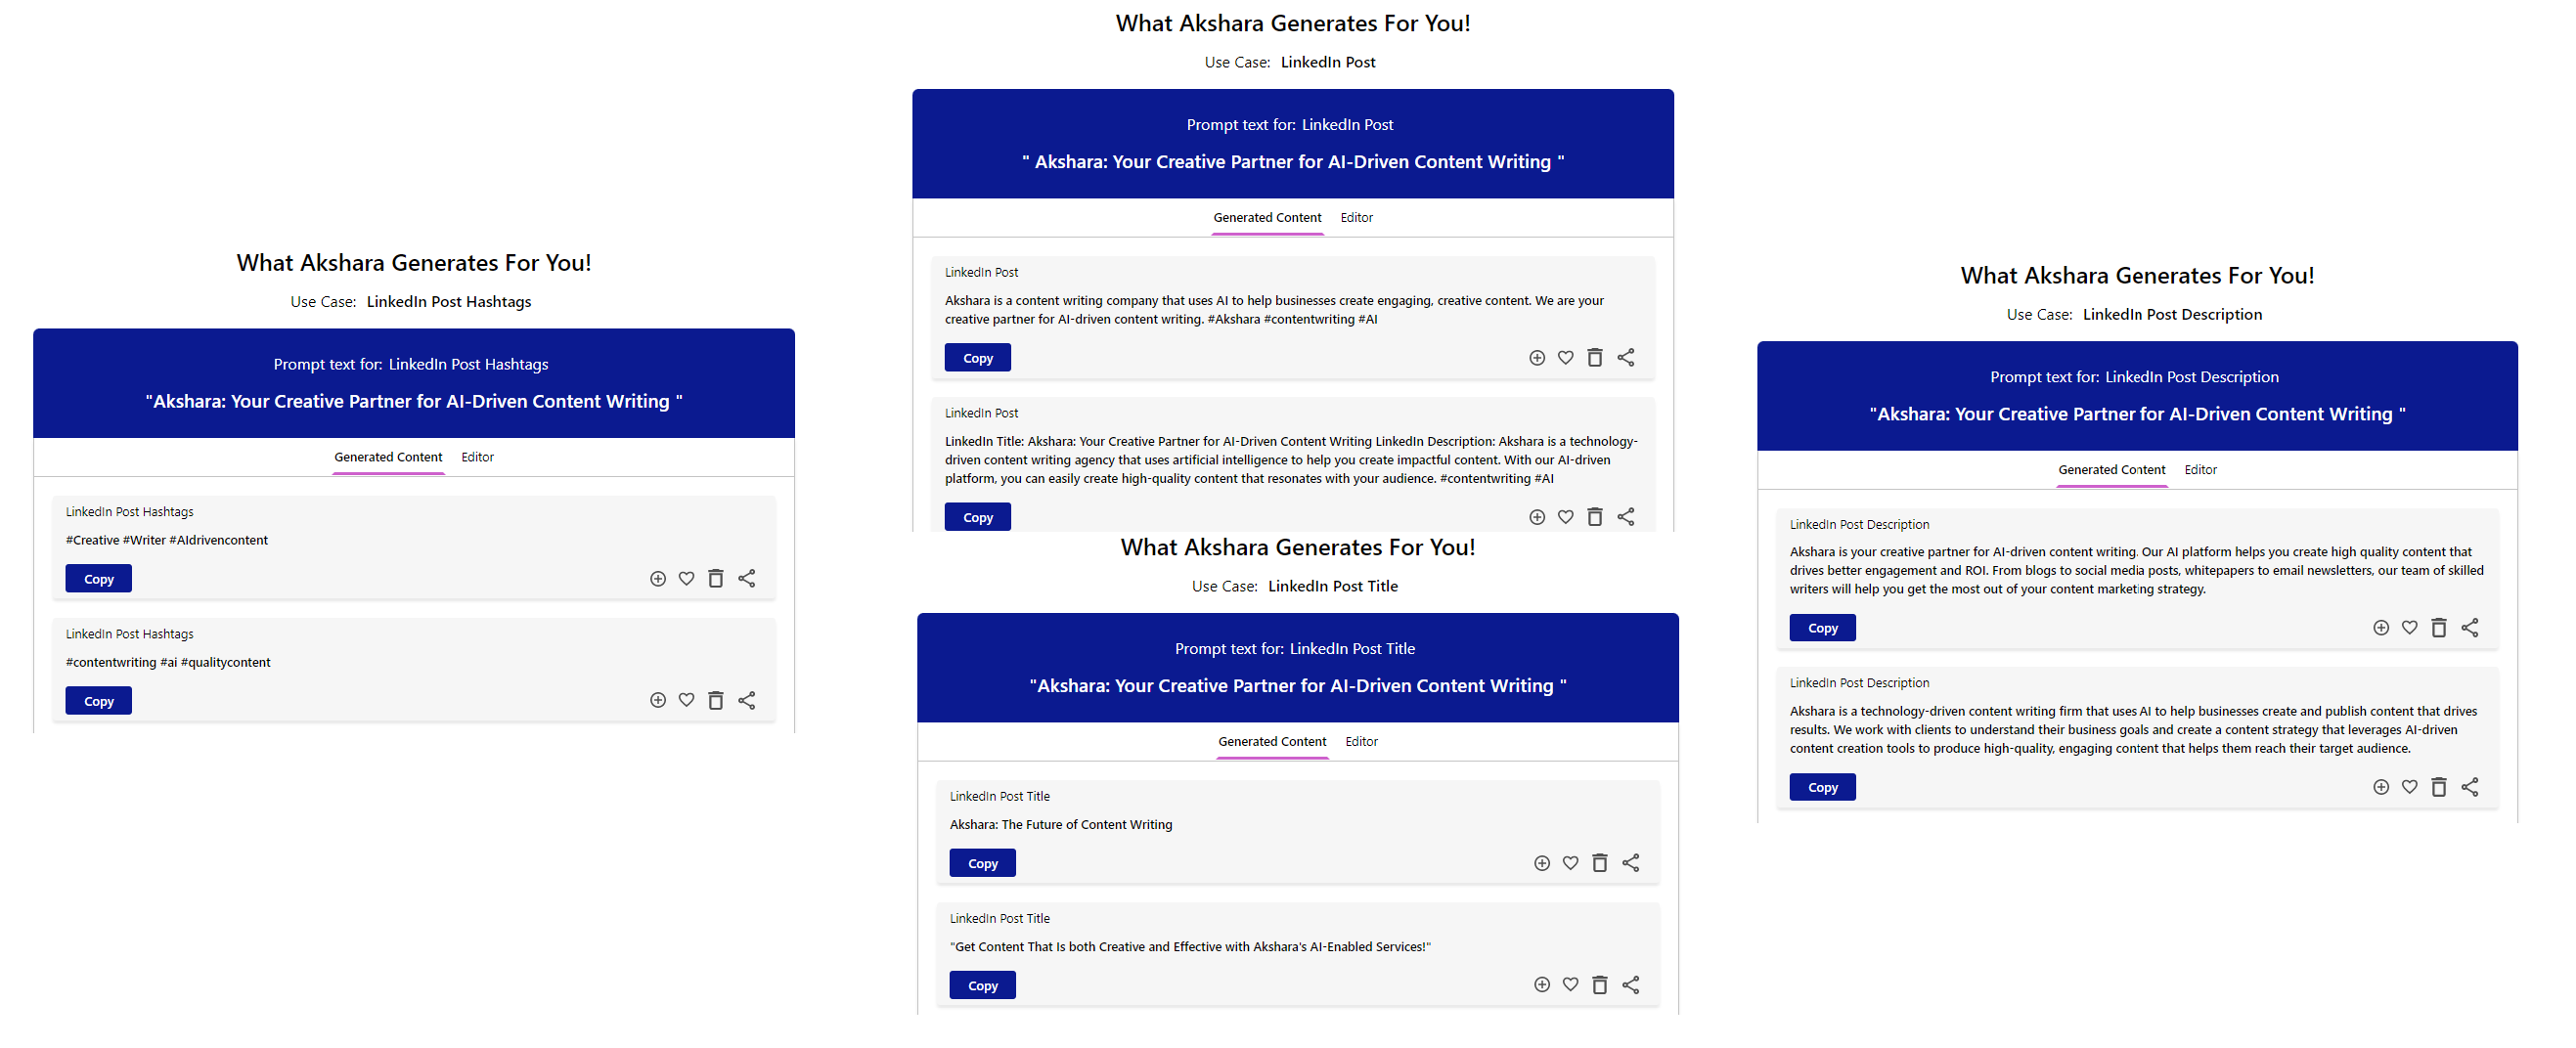 What Akshara Generates For You!
Use Case: LinkedIn Post Hashtags
Prompt text for: LinkedIn Post Hashtags
"Akshara: Your Creative Partner for AI-Driven Content Writing "
Generated Content Editor
LinkedIn Post Hashtags
#Creative #Writer #AIdrivencontent
Copy
LinkedIn Post Hashtags
#contentwriting #ai #qualitycontent
Copy
What Akshara Generates For You!
Use Case: LinkedIn Post
Prompt text for: LinkedIn Post
" Akshara: Your Creative Partner for AI-Driven Content Writing "
Generated Content Editor
LinkedIn Post
Akshara is a content writing company that uses AI to help businesses create engaging, creative content. We are your
creative partner for AI-driven content writing. #Akshara #contentwriting #AI
Copy
LinkedIn Post
LinkedIn Title: Akshara: Your Creative Partner for AI-Driven Content Writing LinkedIn Description: Akshara is a technology-
driven content writing agency that uses artificial intelligence to help you create impactful content. With our AI-driven
platform, you can easily create high-quality content that resonates with your audience. #contentwriting #AI
Copy
What Akshara Generates For You!
Use Case: LinkedIn Post Title
Prompt text for: LinkedIn Post Title
"Akshara: Your Creative Partner for AI-Driven Content Writing "
Generated Content Editor
LinkedIn Post Title
Akshara: The Future of Content Writing
Copy
LinkedIn Post Title
"Get Content That Is both Creative and Effective with Akshara's AI-Enabled Services!"
Copy
What Akshara Generates For You!
Use Case: LinkedIn Post Description
Prompt text for: LinkedIn Post Description
"Akshara: Your Creative Partner for AI-Driven Content Writing "
Generated Content Editor
LinkedIn Post Description
Akshara is your creative partner for AI-driven content writing. Our AI platform helps you create high quality content that
drives better engagement and ROI. From blogs to social media posts, whitepapers to email newsletters, our team of skilled
writers will help you get the most out of your content marketing strategy.
Copy
LinkedIn Post Description
Akshara is a technology-driven content writing firm that uses AI to help businesses create and publish content that drives
results. We work with clients to understand their business goals and create a content strategy that leverages AI-driven
content creation tools to produce high-quality, engaging content that helps them reach their target audience.
Copy